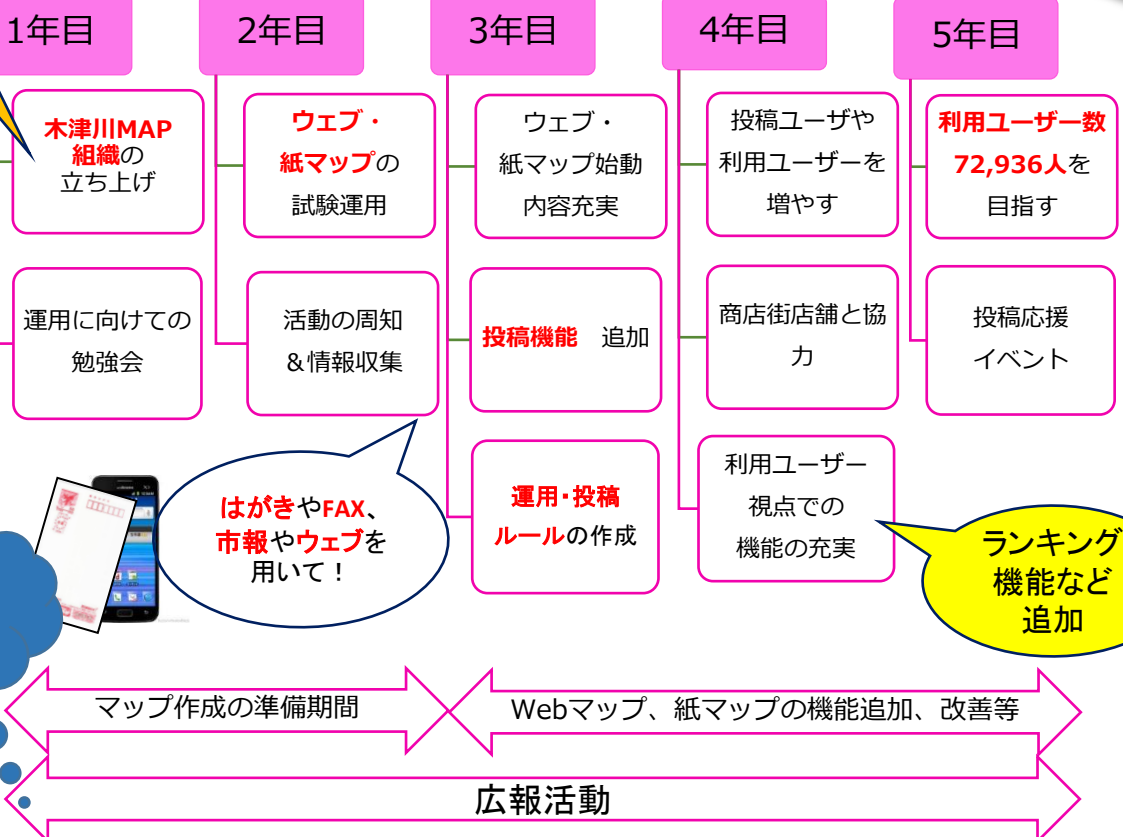 1年目
2年目
3年目
4年目
5年目
木津川MAP
組織の
立ち上げ
運用に向けての
勉強会
ウェブ・
紙マップの
試験運用
活動の周知
＆情報収集
はがきやFAX、
市報やウェブを
用いて！
ウェブ・
紙マップ始動
内容充実
投稿機能　追加
運用・投稿
ルールの作成
投稿ユーザや
利用ユーザーを
増やす
商店街店舗と協
力
利用ユーザー
視点での
機能の充実
ランキング
機能など
追加
利用ユーザー数
72,936人を
目指す
投稿応援
イベント
マップ作成の準備期間
Webマップ、紙マップの機能追加、改善等
広報活動